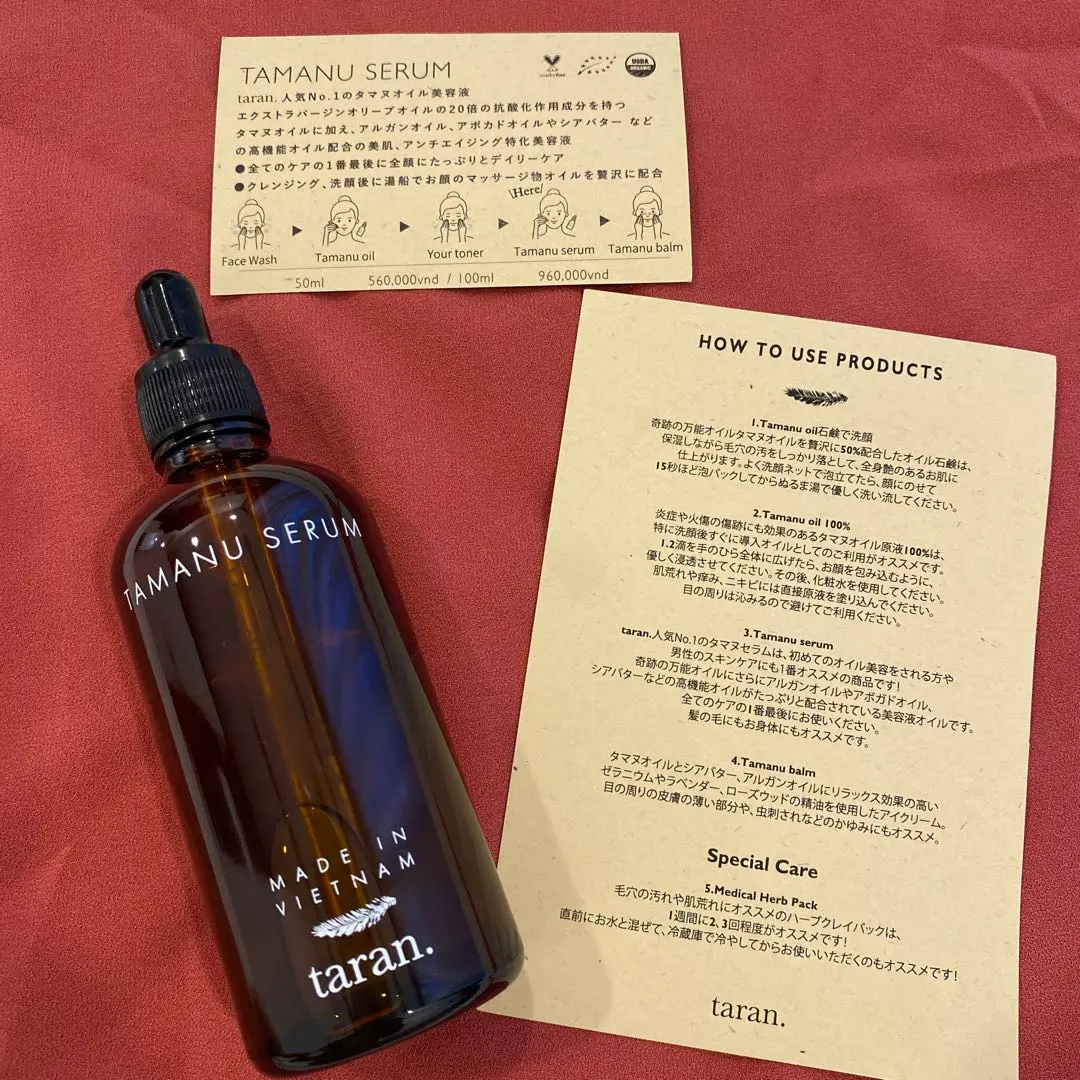 TAMANU SERUM
cruelty free
USDA
ORGANIC
taran. 人気No.1のタマヌオイル美容液
エクストラバージンオリーブオイルの20倍の抗酸化作用成分を持つ
タマヌオイルに加え、アルガンオイル、アボカドオイルやシアバター など
の高機能オイル配合の美肌、アンチエイジング特化美容液
●全てのケアの1番最後に全顔にたっぷりとデイリーケア
●クレンジング、洗顔後に湯船でお顔のマッサージ物オイルを贅沢に配合
\Here/
Face Wash Tamanu oil Your toner Tamanu serum Tamanu balm
50ml 560,000vnd / 100ml 960,000vnd
TAMANU SERUM
MADE IN
VIETNAM
taran.
HOW TO USE PRODUCTS
1.Tamanu oil石鹸で洗顔
奇跡の万能オイルタマヌオイルを贅沢に50%配合したオイル石鹸は、
保湿しながら毛穴の汚をしっかり落として、全身艶のあるお肌に
仕上がります。よく洗顔ネットで泡立てたら、顔にのせて
15秒ほど泡パックしてからぬるま湯で優しく洗い流してください。
2.Tamanu oil 100%
炎症や火傷の傷跡にも効果のあるタマヌオイル原液100%は、
特に洗顔後すぐに導入オイルとしてのご利用がオススメです。
1.2滴を手のひら全体に広げたら、お顔を包み込むように、
優しく浸透させてください。その後、化粧水を使用してください。
肌荒れや痒み、ニキビには直接原液を塗り込んでください。
目の周りは沁みるので避けてご利用ください。
3.Tamanu serum
taran.人気No.1のタマヌセラムは、初めてのオイル美容をされる方や
男性のスキンケアにも1番オススメの商品です!
奇跡の万能オイルにさらにアルガンオイルやアボガドオイル、
シアバターなどの高機能オイルがたっぷりと配合されている美容液オイルです。
全てのケアの1番最後にお使いください。
髪の毛にもお身体にもオススメです。
4.Tamanu balm
タマヌオイルとシアバター、アルガンオイルにリラックス効果の高い
ゼラニウムやラベンダー、ローズウッドの精油を使用したアイクリーム。
目の周りの皮膚の薄い部分や、虫刺されなどのかゆみにもオススメ。
Special Care
5.Medical Herb Pack
毛穴の汚れや肌荒れにオススメのハーブクレイパックは、
1週間に2、3回程度がオススメです!
直前にお水と混ぜて、冷蔵庫で冷やしてからお使いいただくのもオススメです!
taran.